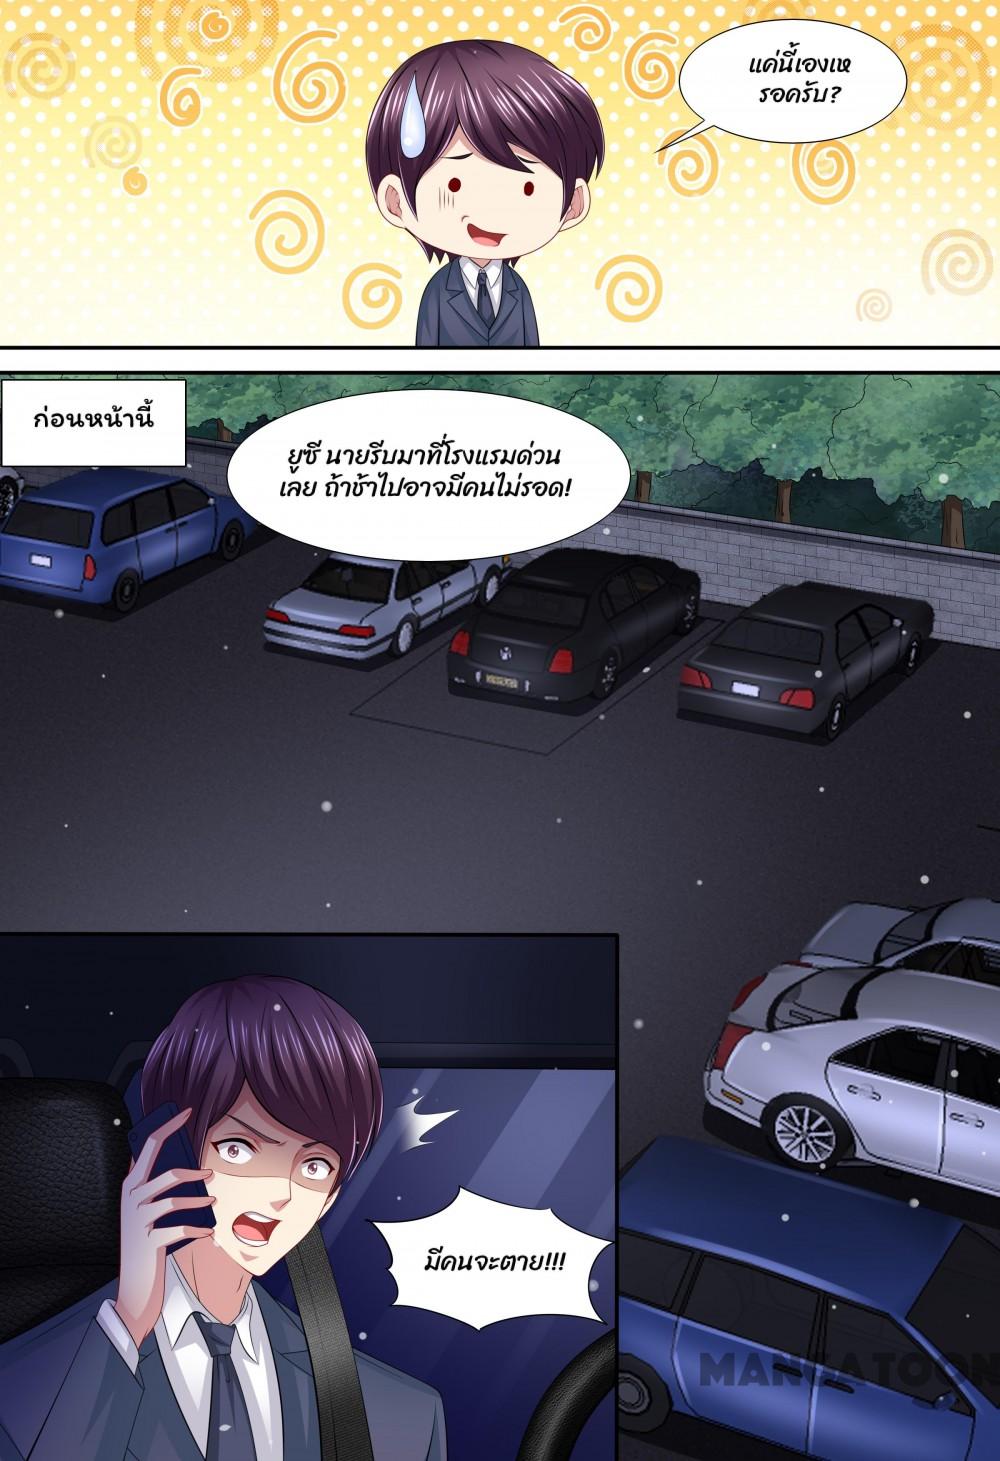 แค่นี้เองเห
รอครับ?
ก่อนหน้านี้
ยูซี นายรีบมาที่โรงแรมด่วน
เลย ถ้าช้าไปอาจมีคนไม่รอด!
มีคนจะตาย!!!
MANGATOON